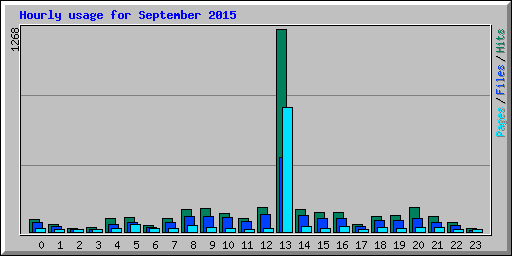 Hourly usage for September 2015
1268
Pages/Files/Hits
0 1 2 3 4 5 6 7 8 9 10 11 12 13 14 15 16 17 18 19 20 21 22 23